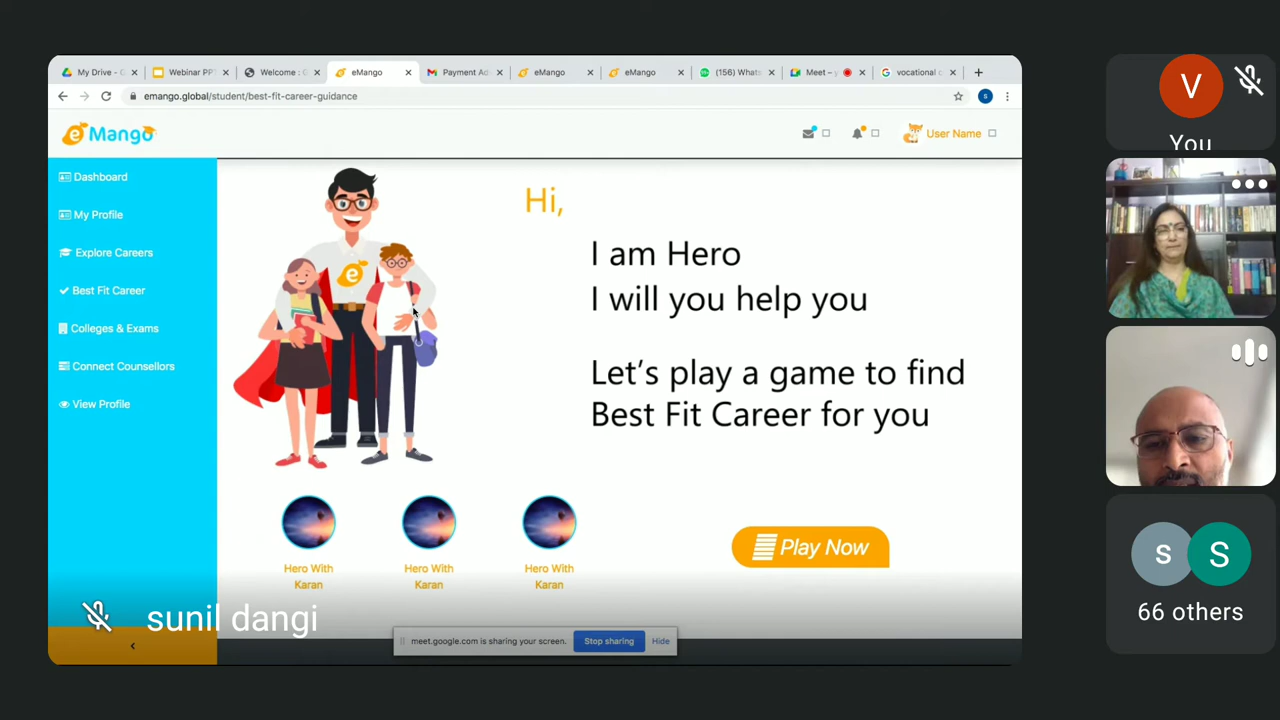 My Drive - G
Webinar PPT
Welcome : G
eMango
Payment Ad
eMango
eMango
(156) Whats
Meet – y
vocational c
emango.global/student/best-fit-career-guidance
S
eMango
User Name
Dashboard
My Profile
Explore Careers
Best Fit Career
Colleges & Exams
Connect Counsellors
View Profile
Hi,
I am Hero
I will you help you
Let's play a game to find
Best Fit Career for you
Hero With
Karan
Hero With
Karan
Hero With
Karan
Play Now
sunil dangi
meet.google.com is sharing your screen.
Stop sharing
Hide
V
You
s
S
66 others